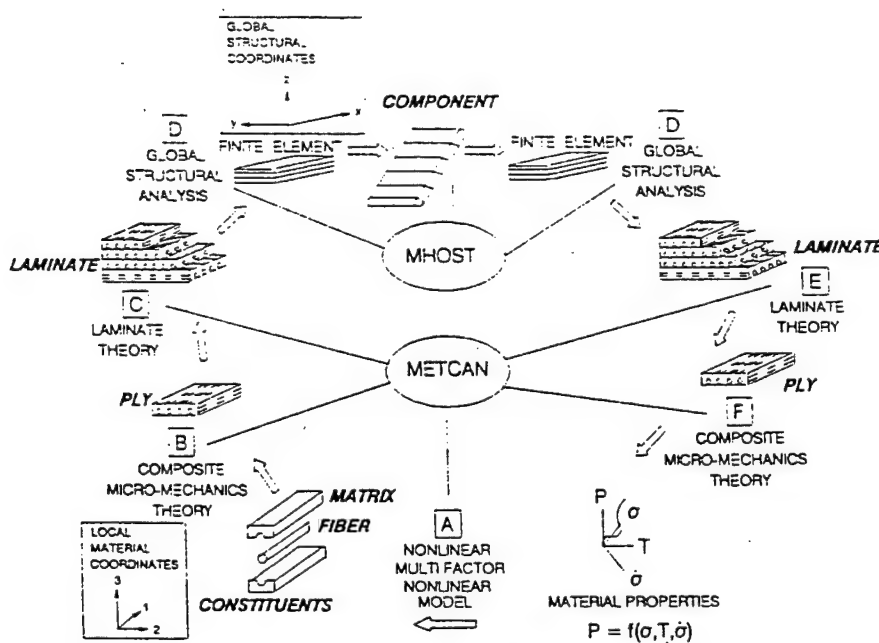 GLOBAL
STRUCTURAL
COORDINATES
z
y
x
COMPONENT
D
FINITE ELEMENT
GLOBAL
STRUCTURAL
ANALYSIS
FINITE ELEMENT
D
GLOBAL
STRUCTURAL
ANALYSIS
MHOST
LAMINATE
C
LAMINATE
THEORY
LAMINATE
E
LAMINATE
THEORY
METCAN
PLY
B
COMPOSITE
MICRO-MECHANICS
THEORY
PLY
F
COMPOSITE
MICRO-MECHANICS
THEORY
LOCAL
MATERIAL
COORDINATES
3
1
2
MATRIX
FIBER
CONSTITUENTS
A
NONLINEAR
MULTI FACTOR
NONLINEAR
MODEL
P
σ
T
σ̇
MATERIAL PROPERTIES
P = f(σ,T,σ̇)